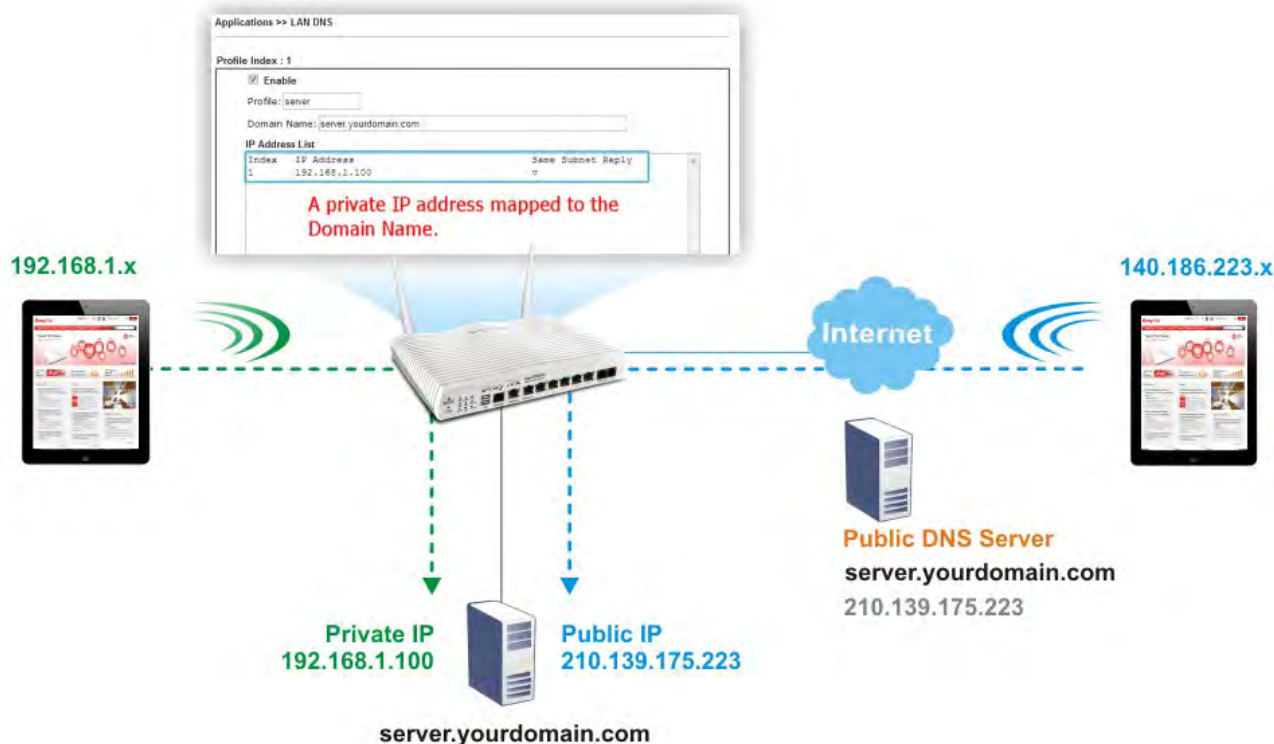 Applications >> LAN DNS
Profile Index : 1
Enable
Profile: server
Domain Name: server.yourdomain.com
IP Address List
Index IP Address Same Subnet Reply
1 192.168.1.100 v
A private IP address mapped to the
Domain Name.
192.168.1.x
140.186.223.x
Internet
Public DNS Server
server.yourdomain.com
210.139.175.223
Private IP
192.168.1.100
Public IP
210.139.175.223
server.yourdomain.com